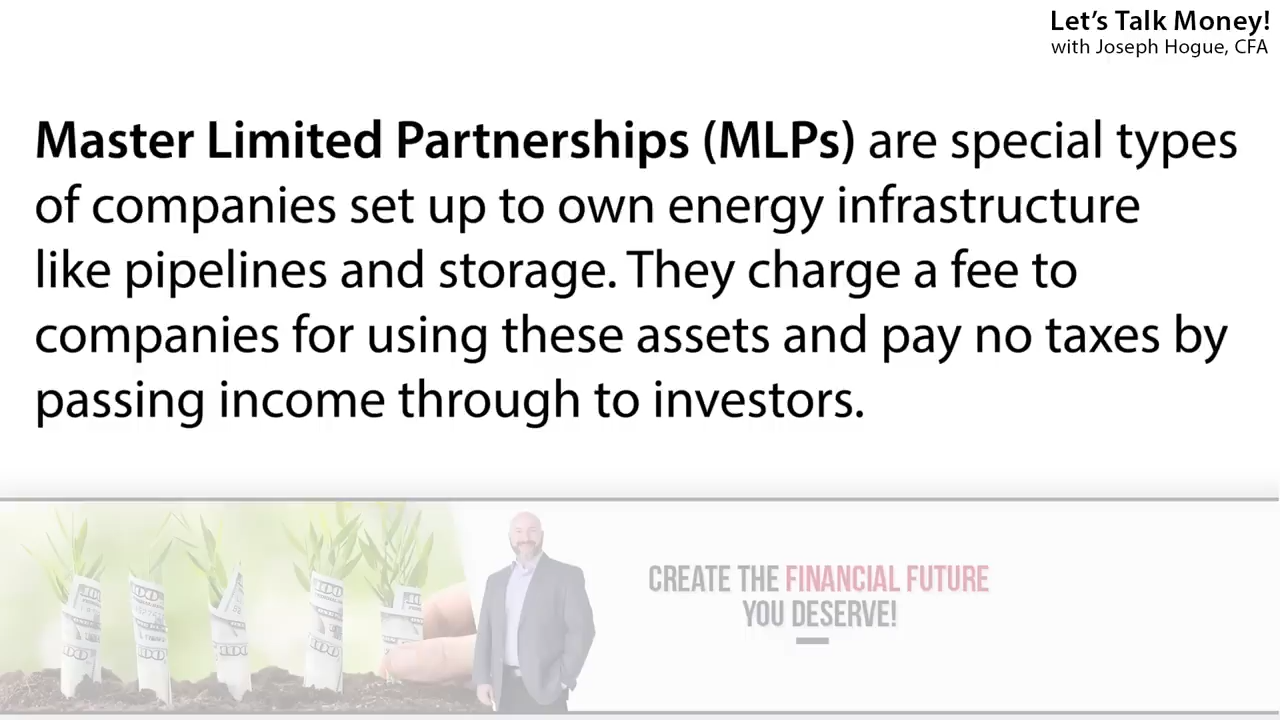 Let's Talk Money!
with Joseph Hogue, CFA
Master Limited Partnerships (MLPs) are special types
of companies set up to own energy infrastructure
like pipelines and storage. They charge a fee to
companies for using these assets and pay no taxes by
passing income through to investors.
CREATE THE FINANCIAL FUTURE
YOU DESERVE!